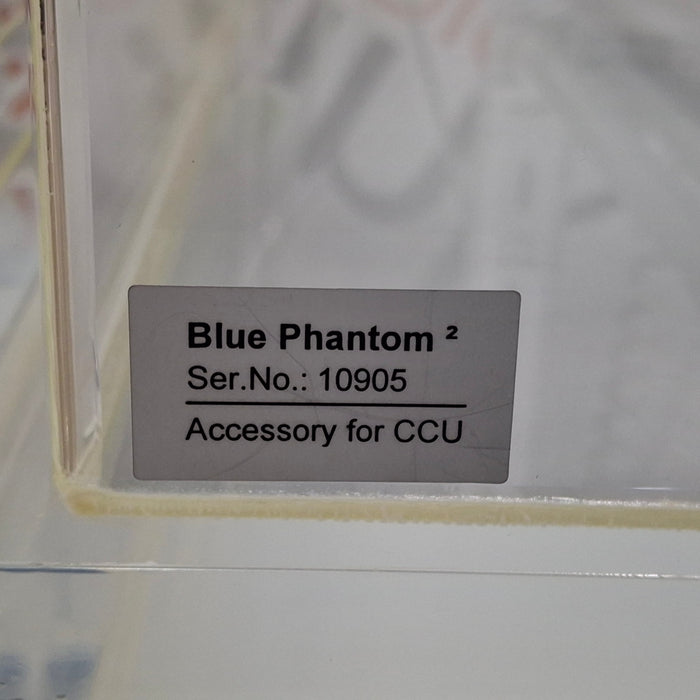 Blue Phantom ²
Ser.No.: 10905
Accessory for CCU